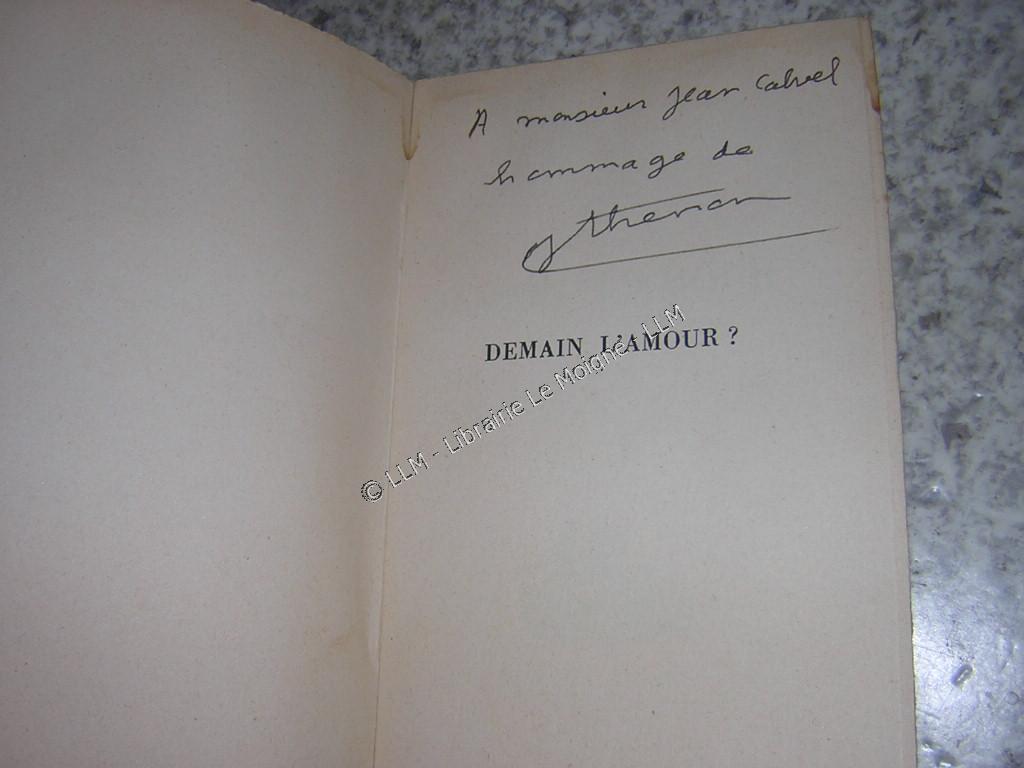 A monsieur Jean Calvel
hommage de
DEMAIN L'AMOUR ?
© LLM - Librairie Le Moigne - LLM